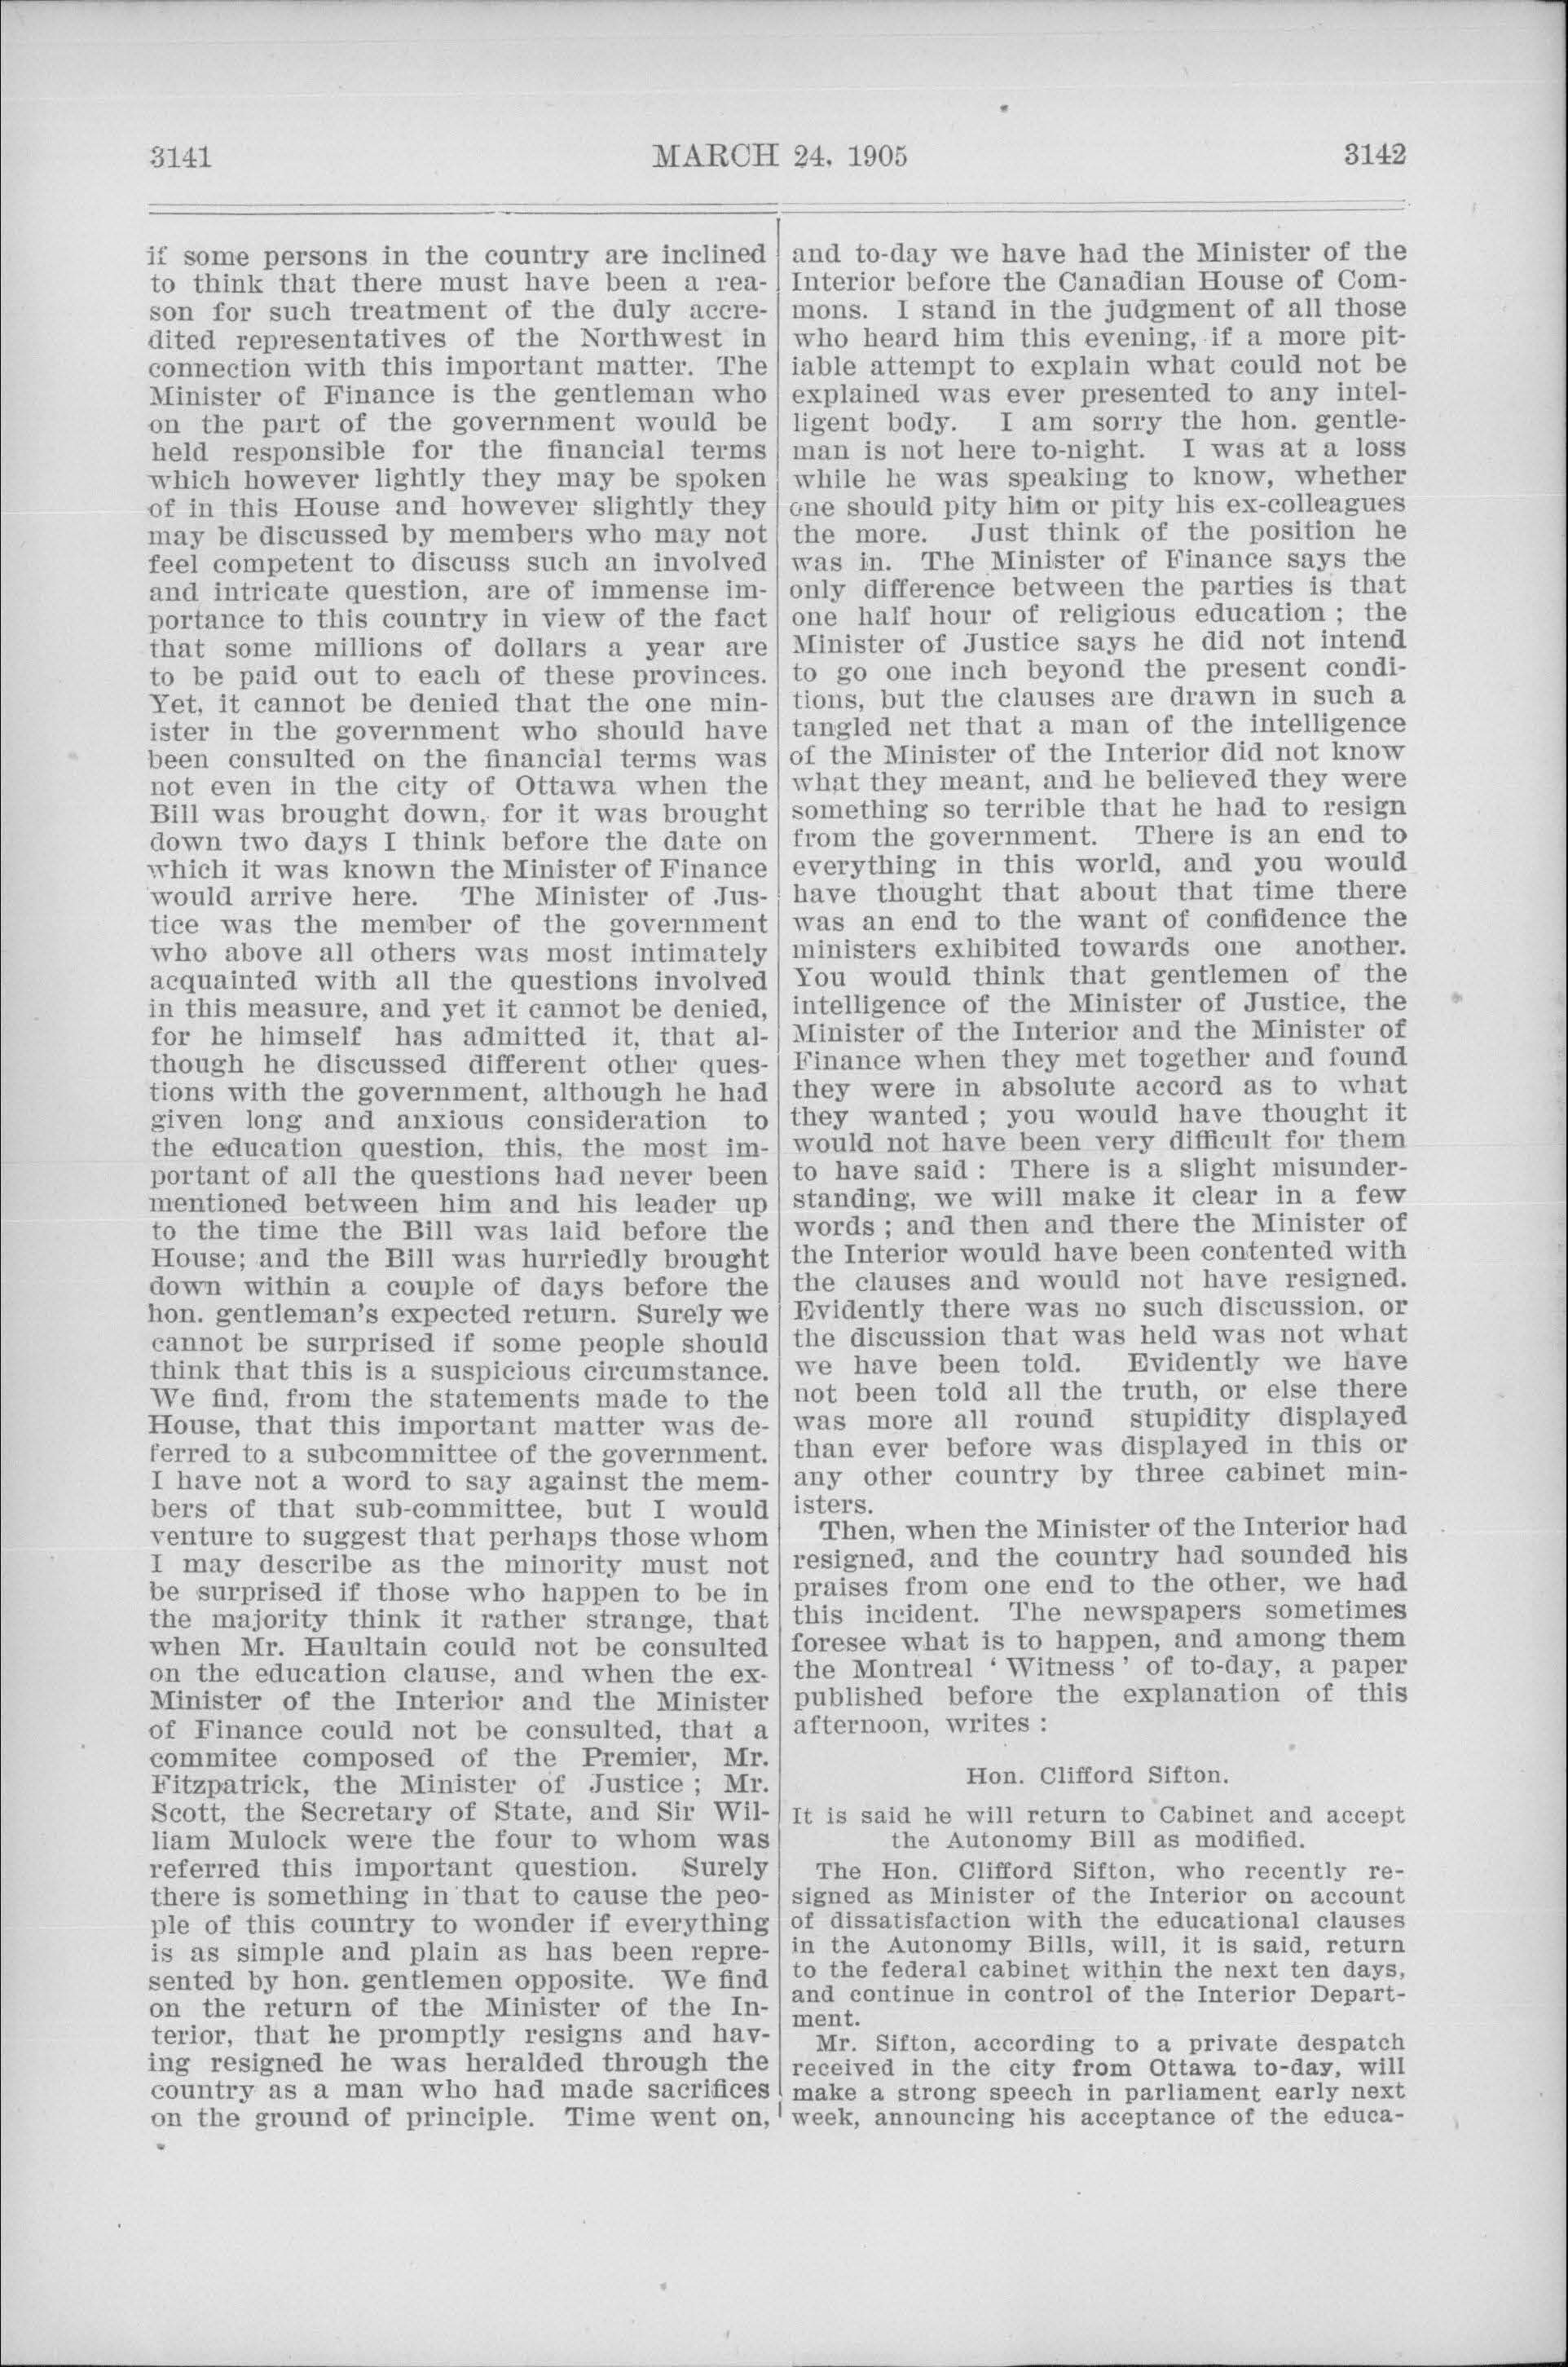 3141
MARCH 24, 1905
3142
if some persons in the country are inclined
to think that there must have been a rea-
son for such treatment of the duly accre-
dited representatives of the Northwest in
connection with this important matter. The
Minister of Finance is the gentleman who
on the part of the government would be
held responsible for the financial terms
which however lightly they may be spoken
of in this House and however slightly they
may be discussed by members who may not
feel competent to discuss such an involved
and intricate question, are of immense im-
portance to this country in view of the fact
that some millions of dollars a year are
to be paid out to each of these provinces.
Yet, it cannot be denied that the one min-
ister in the government who should have
been consulted on the financial terms was
not even in the city of Ottawa when the
Bill was brought down, for it was brought
down two days I think before the date on
which it was known the Minister of Finance
would arrive here. The Minister of Jus-
tice was the member of the government
who above all others was most intimately
acquainted with all the questions involved
in this measure, and yet it cannot be denied,
for he himself has admitted it, that al-
though he discussed different other ques-
tions with the government, although he had
given long and anxious consideration to
the education question, this, the most im-
portant of all the questions had never been
mentioned between him and his leader up
to the time the Bill was laid before the
House; and the Bill was hurriedly brought
down within a couple of days before the
hon. gentleman's expected return. Surely we
cannot be surprised if some people should
think that this is a suspicious circumstance.
We find, from the statements made to the
House, that this important matter was de-
ferred to a subcommittee of the government.
I have not a word to say against the mem-
bers of that sub-committee, but I would
venture to suggest that perhaps those whom
I may describe as the minority must not
be surprised if those who happen to be in
the majority think it rather strange, that
when Mr. Haultain could not be consulted
on the education clause, and when the ex-
Minister of the Interior and the Minister
of Finance could not be consulted, that a
commitee composed of the Premier, Mr.
Fitzpatrick, the Minister of Justice ; Mr.
Scott, the Secretary of State, and Sir Wil-
liam Mulock were the four to whom was
referred this important question. Surely
there is something in that to cause the peo-
ple of this country to wonder if everything
is as simple and plain as has been repre-
sented by hon. gentlemen opposite. We find
on the return of the Minister of the In-
terior, that he promptly resigns and hav-
ing resigned he was heralded through the
country as a man who had made sacrifices
on the ground of principle. Time went on,
and to-day we have had the Minister of the
Interior before the Canadian House of Com-
mons. I stand in the judgment of all those
who heard him this evening, if a more pit-
iable attempt to explain what could not be
explained was ever presented to any intel-
ligent body. I am sorry the hon. gentle-
man is not here to-night. I was at a loss
while he was speaking to know, whether
one should pity him or pity his ex-colleagues
the more. Just think of the position he
was in. The Minister of Finance says the
only difference between the parties is that
one half hour of religious education ; the
Minister of Justice says he did not intend
to go one inch beyond the present condi-
tions, but the clauses are drawn in such a
tangled net that a man of the intelligence
of the Minister of the Interior did not know
what they meant, and he believed they were
something so terrible that he had to resign
from the government. There is an end to
everything in this world, and you would
have thought that about that time there
was an end to the want of confidence the
ministers exhibited towards one another.
You would think that gentlemen of the
intelligence of the Minister of Justice, the
Minister of the Interior and the Minister of
Finance when they met together and found
they were in absolute accord as to what
they wanted ; you would have thought it
would not have been very difficult for them
to have said : There is a slight misunder-
standing, we will make it clear in a few
words ; and then and there the Minister of
the Interior would have been contented with
the clauses and would not have resigned.
Evidently there was no such discussion, or
the discussion that was held was not what
we have been told. Evidently we have
not been told all the truth, or else there
was more all round stupidity displayed
than ever before was displayed in this or
any other country by three cabinet min-
isters.
Then, when the Minister of the Interior had
resigned, and the country had sounded his
praises from one end to the other, we had
this incident. The newspapers sometimes
foresee what is to happen, and among them
the Montreal ‘ Witness ’ of to-day, a paper
published before the explanation of this
afternoon, writes :
Hon. Clifford Sifton.
It is said he will return to Cabinet and accept
the Autonomy Bill as modified.
The Hon. Clifford Sifton, who recently re-
signed as Minister of the Interior on account
of dissatisfaction with the educational clauses
in the Autonomy Bills, will, it is said, return
to the federal cabinet within the next ten days,
and continue in control of the Interior Depart-
ment.
Mr. Sifton, according to a private despatch
received in the city from Ottawa to-day, will
make a strong speech in parliament early next
week, announcing his acceptance of the educa-